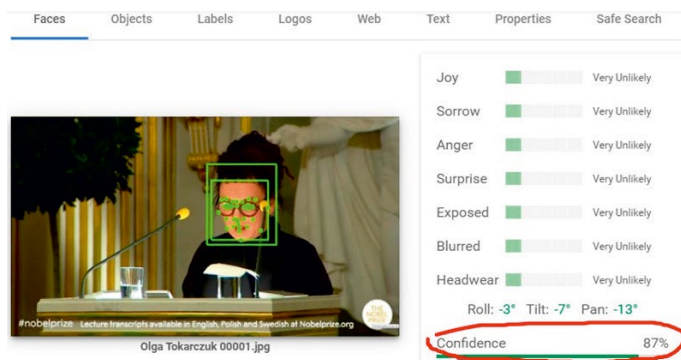 Faces Objects Labels Logos Web Text Properties Safe Search
Joy Very Unlikely
Sorrow Very Unlikely
Anger Very Unlikely
Surprise Very Unlikely
Exposed Very Unlikely
Blurred Very Unlikely
Headwear Very Unlikely
Roll: -3° Tilt: -7° Pan: -13°
Confidence 87%
THE
NOBEL
PRIZE
#nobelprize Lecture transcripts available in English, Polish and Swedish at Nobelprize.org
Olga Tokarczuk 00001.jpg